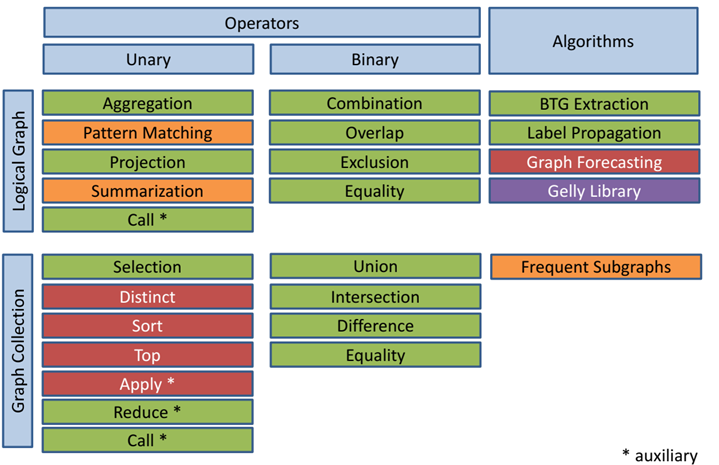 Operators
Algorithms
Unary
Binary
Logical Graph
Aggregation
Combination
BTG Extraction
Pattern Matching
Overlap
Label Propagation
Projection
Exclusion
Graph Forecasting
Summarization
Equality
Gelly Library
Call *
Graph Collection
Selection
Union
Frequent Subgraphs
Distinct
Intersection
Sort
Difference
Top
Equality
Apply *
Reduce *
Call *
* auxiliary